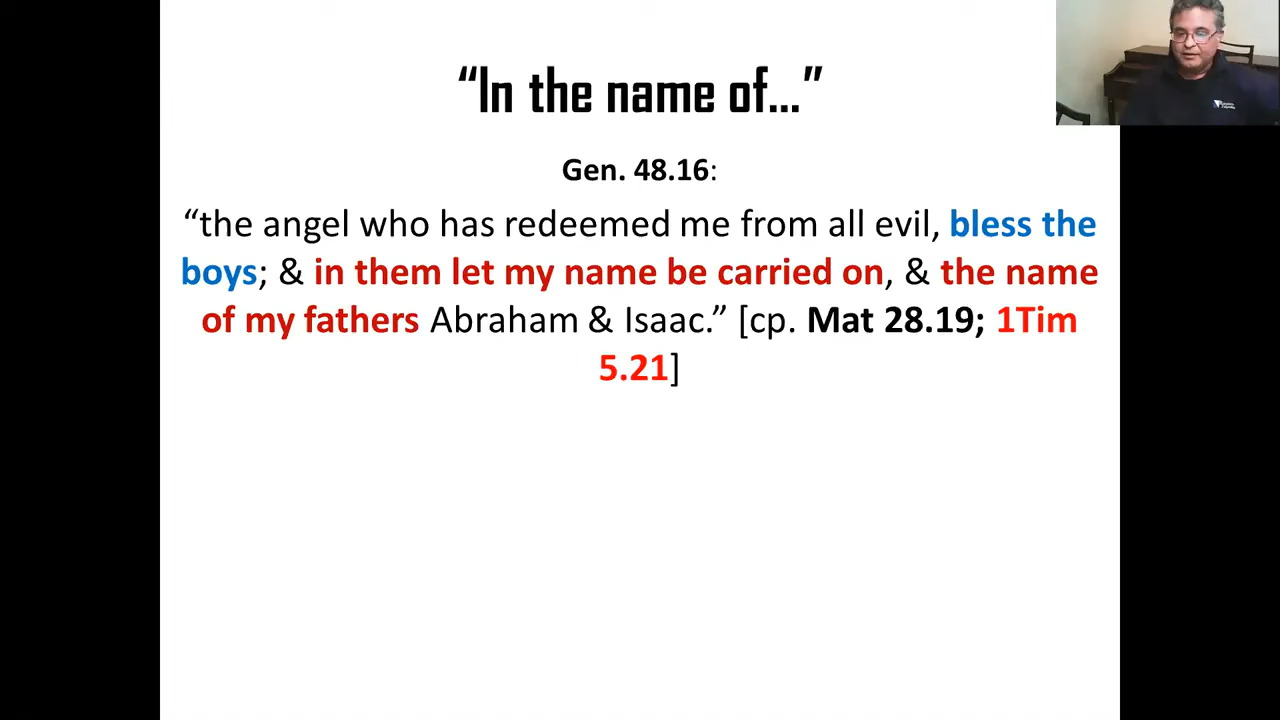 “In the name of...”
Gen. 48.16:
“the angel who has redeemed me from all evil, bless the
boys; & in them let my name be carried on, & the name
of my fathers Abraham & Isaac.” [cp. Mat 28.19; 1Tim
5.21]